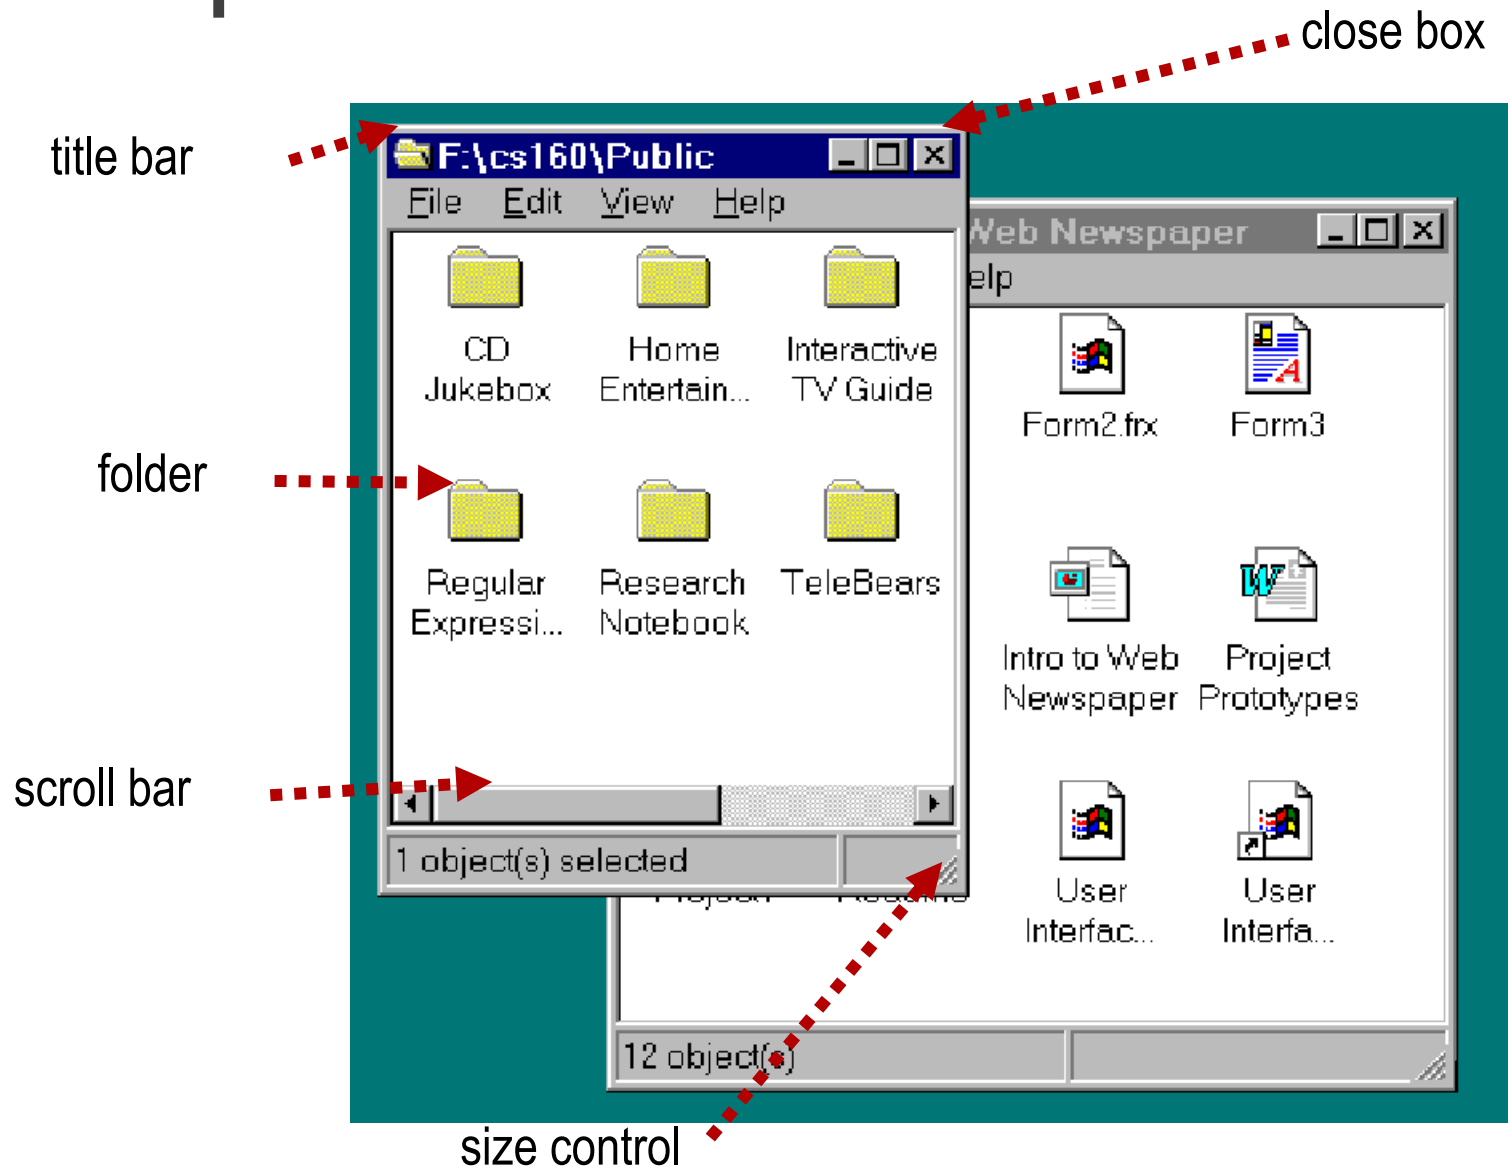 close box
title bar
F:\cs160\Public
File Edit View Help
Web Newspaper
elp
CD
Jukebox
Home
Entertain...
Interactive
TV Guide
Form2.frx
Form3
folder
Regular
Expressi...
Research
Notebook
TeleBears
Intro to Web
Newspaper
Project
Prototypes
scroll bar
1 object(s) selected
User
Interfac...
User
Interfa...
12 object(s)
size control